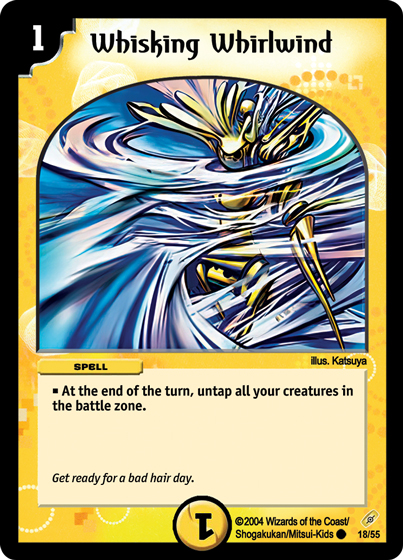 1
Whisking Whirlwind
illus. Katsuya
SPELL
▪ At the end of the turn, untap all your creatures in
the battle zone.
Get ready for a bad hair day.
1
©2004 Wizards of the Coast/
Shogakukan/Mitsui-Kids ● 18/55